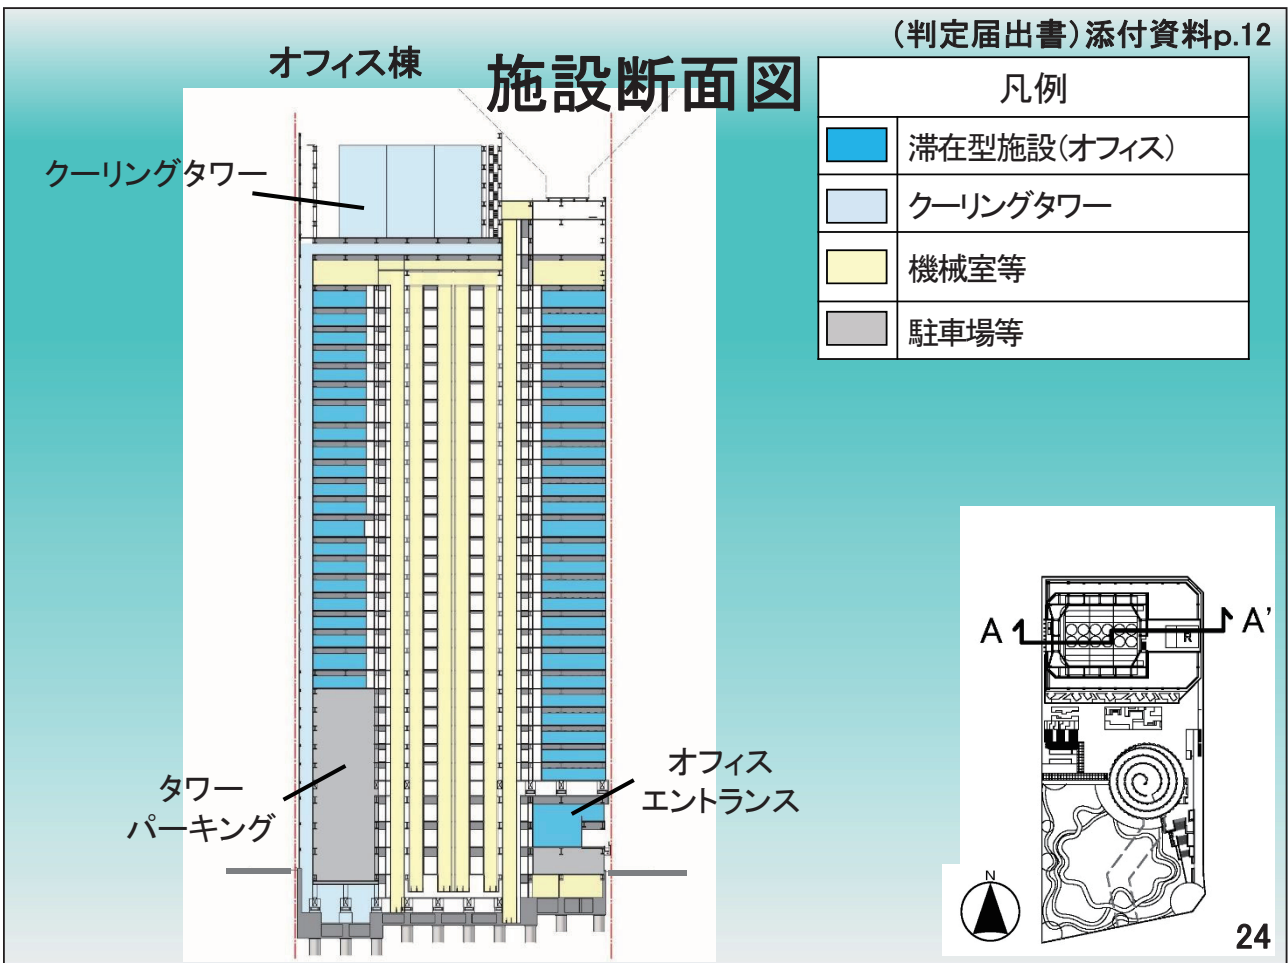 (判定届出書)添付資料p.12
オフィス棟
施設断面図
凡例
滞在型施設(オフィス)
クーリングタワー
機械室等
駐車場等
クーリングタワー
タワー
パーキング
オフィス
エントランス
A
A'
R
N
24